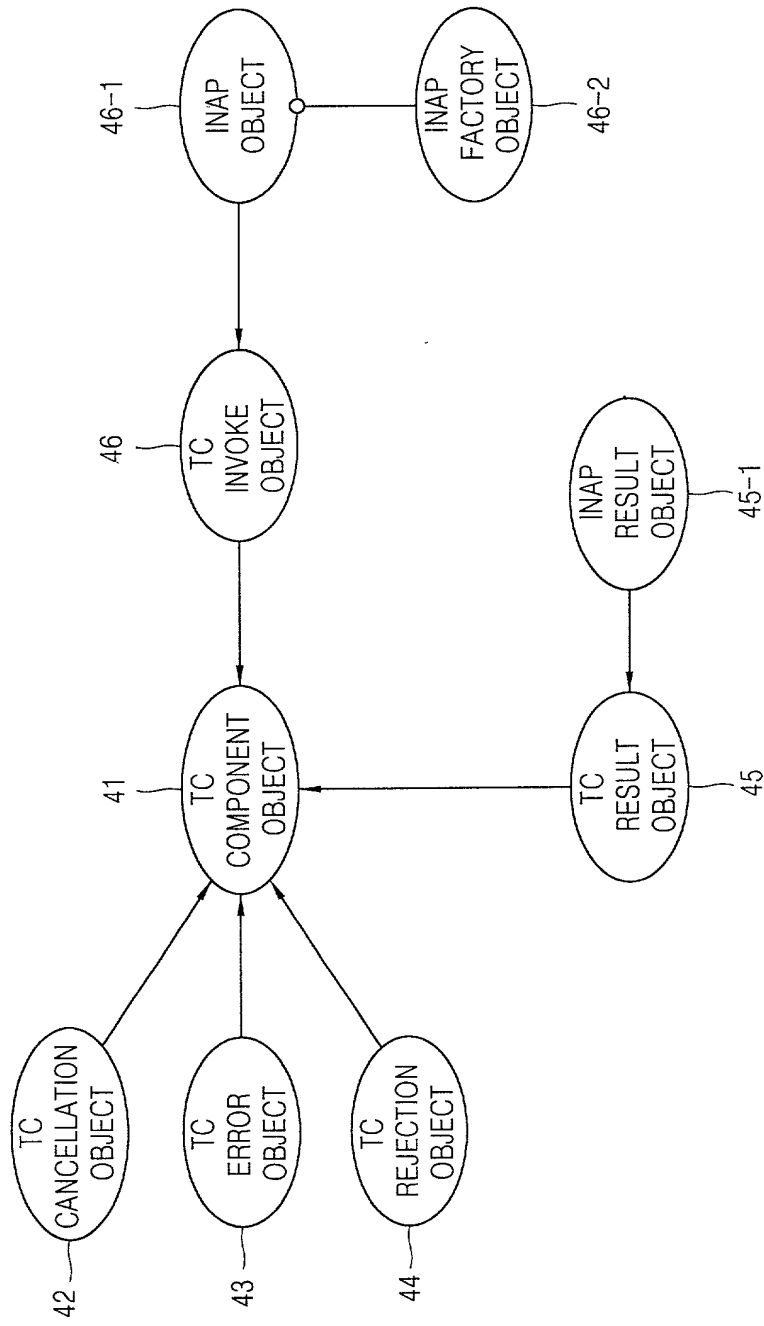 42
TC
CANCELLATION
OBJECT
43
TC
ERROR
OBJECT
44
TC
REJECTION
OBJECT
41
TC
COMPONENT
OBJECT
46
TC
INVOKE
OBJECT
46-1
INAP
OBJECT
INAP
FACTORY
OBJECT
46-2
TC
RESULT
OBJECT
45
INAP
RESULT
OBJECT
45-1